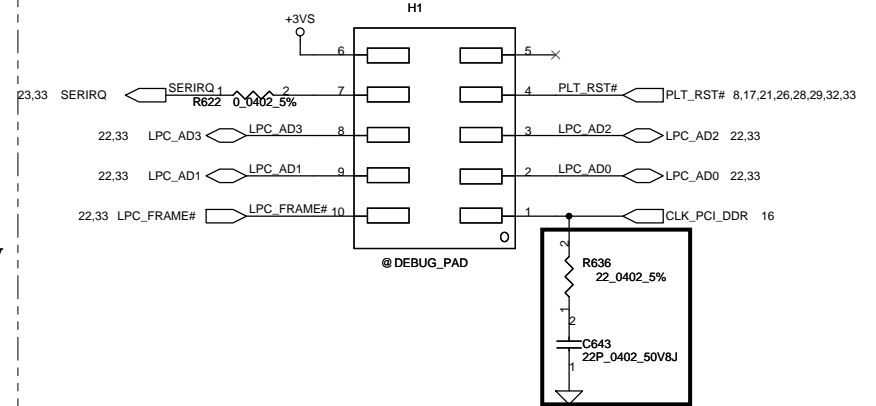 H1
+3VS
6
5
23,33 SERIRQ
SERIRQ 1 2
R622 0_0402_5%
7
4
PLT_RST#
PLT_RST# 8,17,21,26,28,29,32,33
22,33 LPC_AD3
LPC_AD3
8
3
LPC_AD2
LPC_AD2 22,33
22,33 LPC_AD1
LPC_AD1
9
2
LPC_AD0
LPC_AD0 22,33
22,33 LPC_FRAME#
LPC_FRAME#
10
1
CLK_PCI_DDR 16
@ DEBUG_PAD
2
R636
22_0402_5%
1
2
C643
22P_0402_50V8J
1